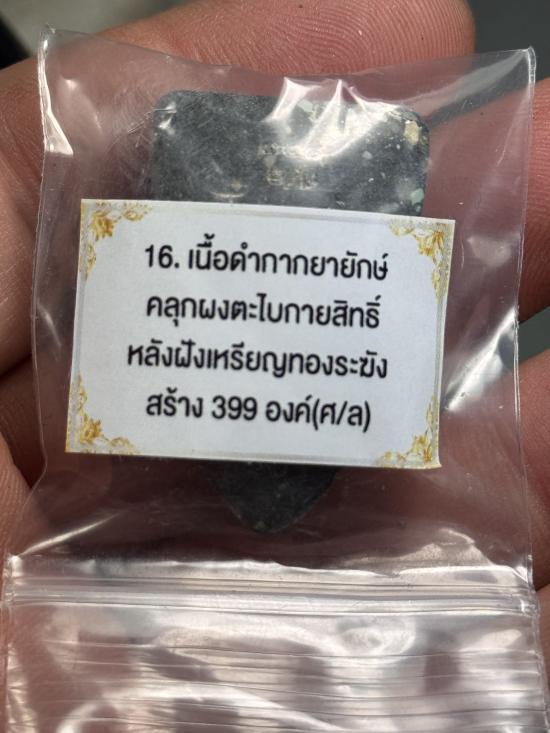 16. เนื้อดำกากยายักษ์
คลุกผงตะไบกายสิทธิ์
หลังฝังเหรียญทองระฆัง
สร้าง 399 องค์(ศ/ล)